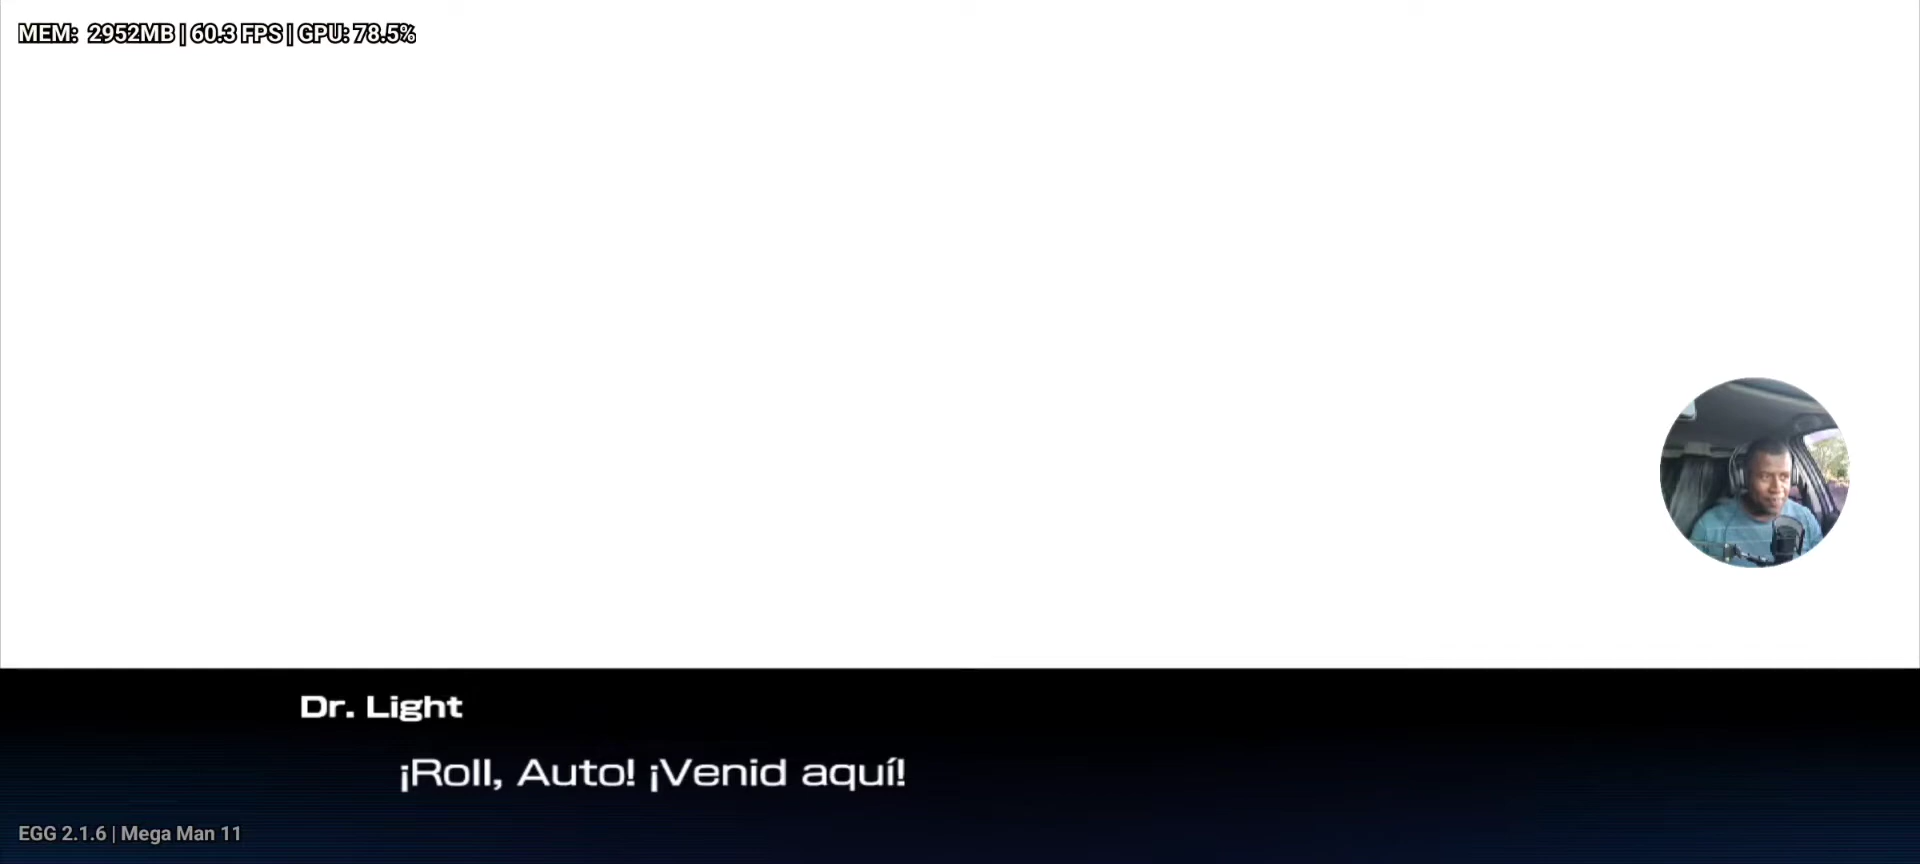 MEM: 2952MB | 60.3 FPS | GPU: 78.5%
Dr. Light
¡Roll, Auto! ¡Venid aquí!
EGG 2.1.6 | Mega Man 11